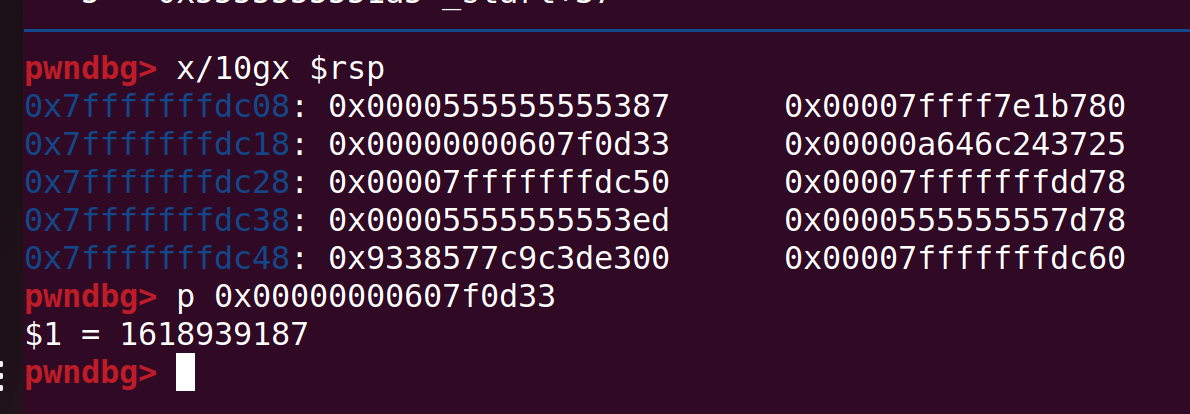 pwndbg> x/10gx $rsp
0x7fffffffdc08: 0x0000555555555387 0x00007ffff7e1b780
0x7fffffffdc18: 0x00000000607f0d33 0x00000a646c243725
0x7fffffffdc28: 0x00007fffffffdc50 0x00007fffffffdd78
0x7fffffffdc38: 0x00005555555553ed 0x0000555555557d78
0x7fffffffdc48: 0x9338577c9c3de300 0x00007fffffffdc60
pwndbg> p 0x00000000607f0d33
$1 = 1618939187
pwndbg>